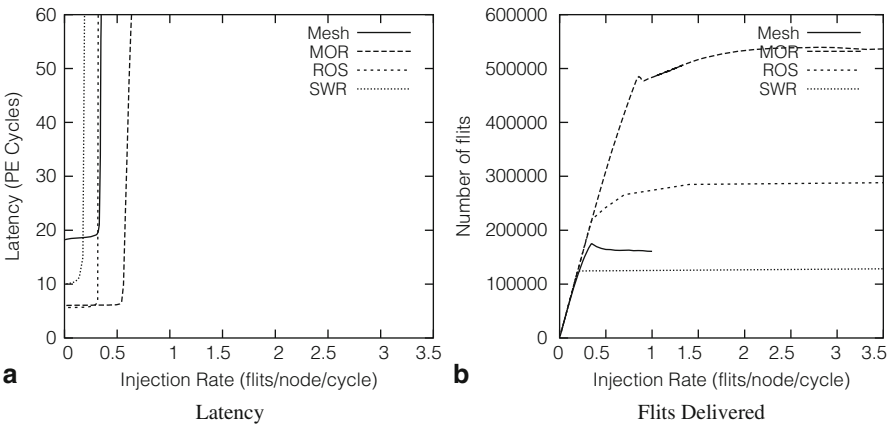 60
50
40
30
20
10
0
Latency (PE Cycles)
Mesh
MOR
ROS
SWR
0 0.5 1 1.5 2 2.5 3 3.5
Injection Rate (flits/node/cycle)
a
Latency
600000
500000
400000
300000
200000
100000
0
Number of flits
Mesh
MOR
ROS
SWR
0 0.5 1 1.5 2 2.5 3 3.5
Injection Rate (flits/node/cycle)
b
Flits Delivered